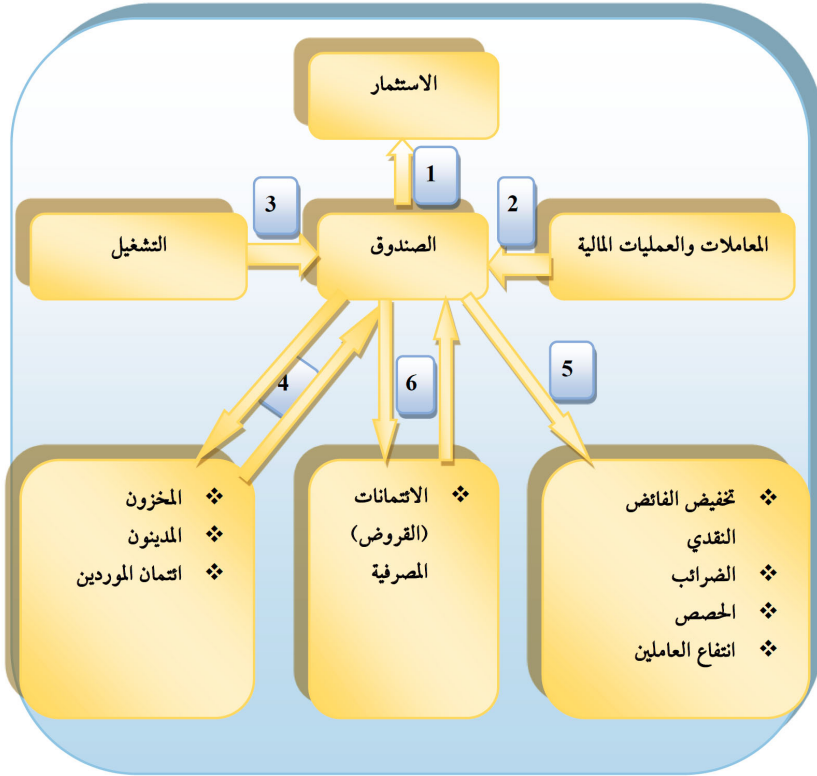 الاستثمار
1
3
2
التشغيل
الصندوق
المعاملات والعمليات المالية
4
6
5
❖ تخفيض الفائض
النقدي
❖ الضرائب
❖ الحصص
❖ انتفاع العاملين
❖ الائتمانات
(القروض)
المصرفية
❖ المخزون
❖ المدينون
❖ ائتمان الموردين